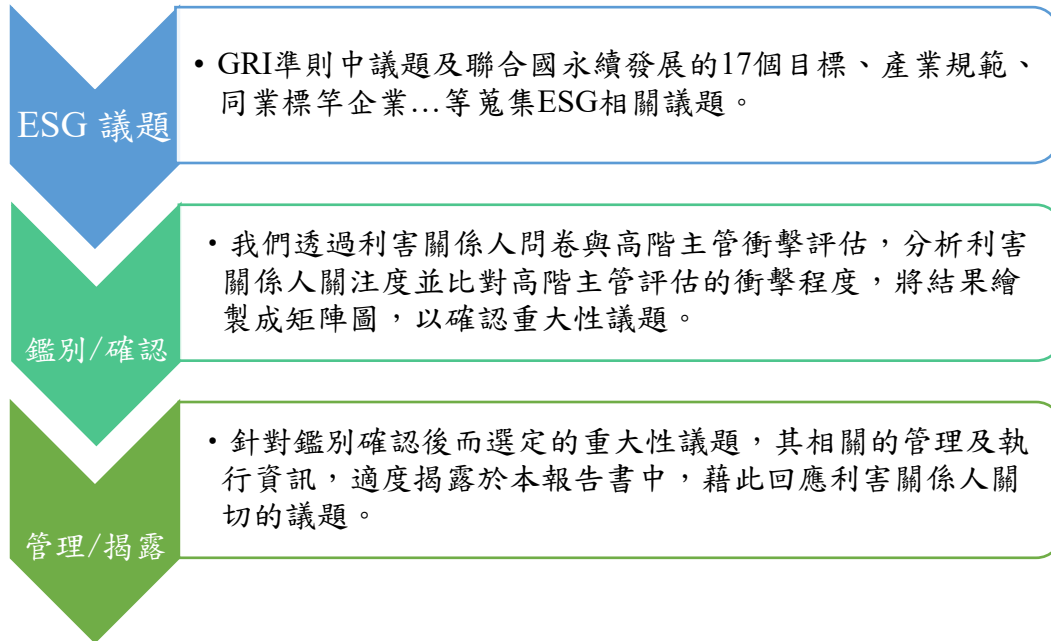 ESG 議題
• GRI準則中議題及聯合國永續發展的17個目標、產業規範、
同業標竿企業…等蒐集ESG相關議題。
鑑別/確認
• 我們透過利害關係人問卷與高階主管衝擊評估，分析利害
關係人關注度並比對高階主管評估的衝擊程度，將結果繪
製成矩陣圖，以確認重大性議題。
管理/揭露
• 針對鑑別確認後而選定的重大性議題，其相關的管理及執
行資訊，適度揭露於本報告書中，藉此回應利害關係人關
切的議題。